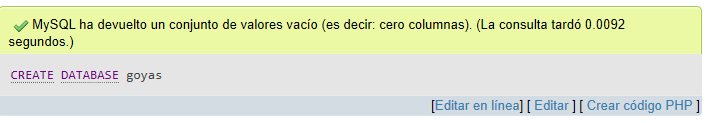 MySQL ha devuelto un conjunto de valores vacío (es decir: cero columnas). (La consulta tardó 0.0092
segundos.)
CREATE DATABASE goyas
[Editar en línea] [ Editar ] [ Crear código PHP ]